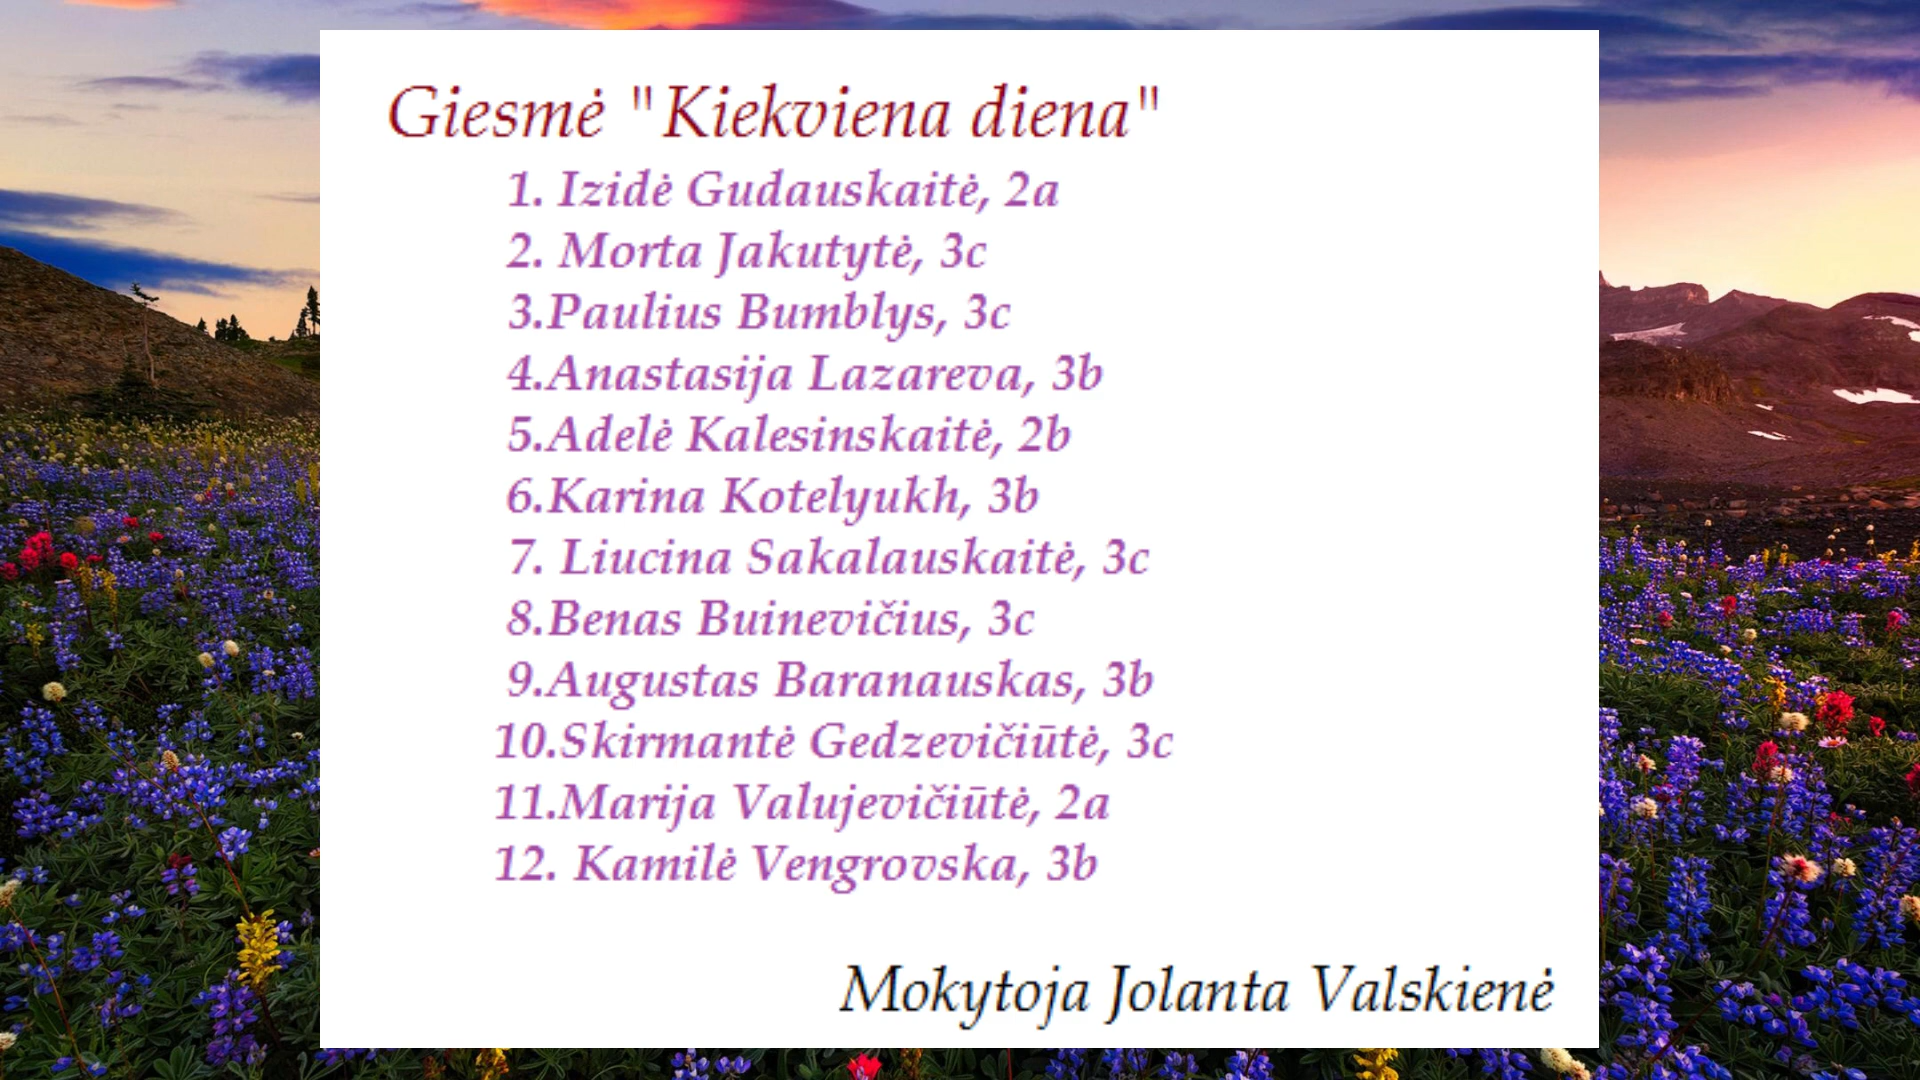 Giesmė "Kiekviena diena"
1. Izidė Gudauskaitė, 2a
2. Morta Jakutytė, 3c
3.Paulius Bumblys, 3c
4.Anastasija Lazareva, 3b
5.Adelė Kalesinskaitė, 2b
6.Karina Kotelyukh, 3b
7. Liucina Sakalauskaitė, 3c
8.Benas Buinevičius, 3c
9.Augustas Baranauskas, 3b
10.Skirmantė Gedzevičiūtė, 3c
11.Marija Valujevičiūtė, 2a
12. Kamilė Vengrovska, 3b
Mokytoja Jolanta Valskienė